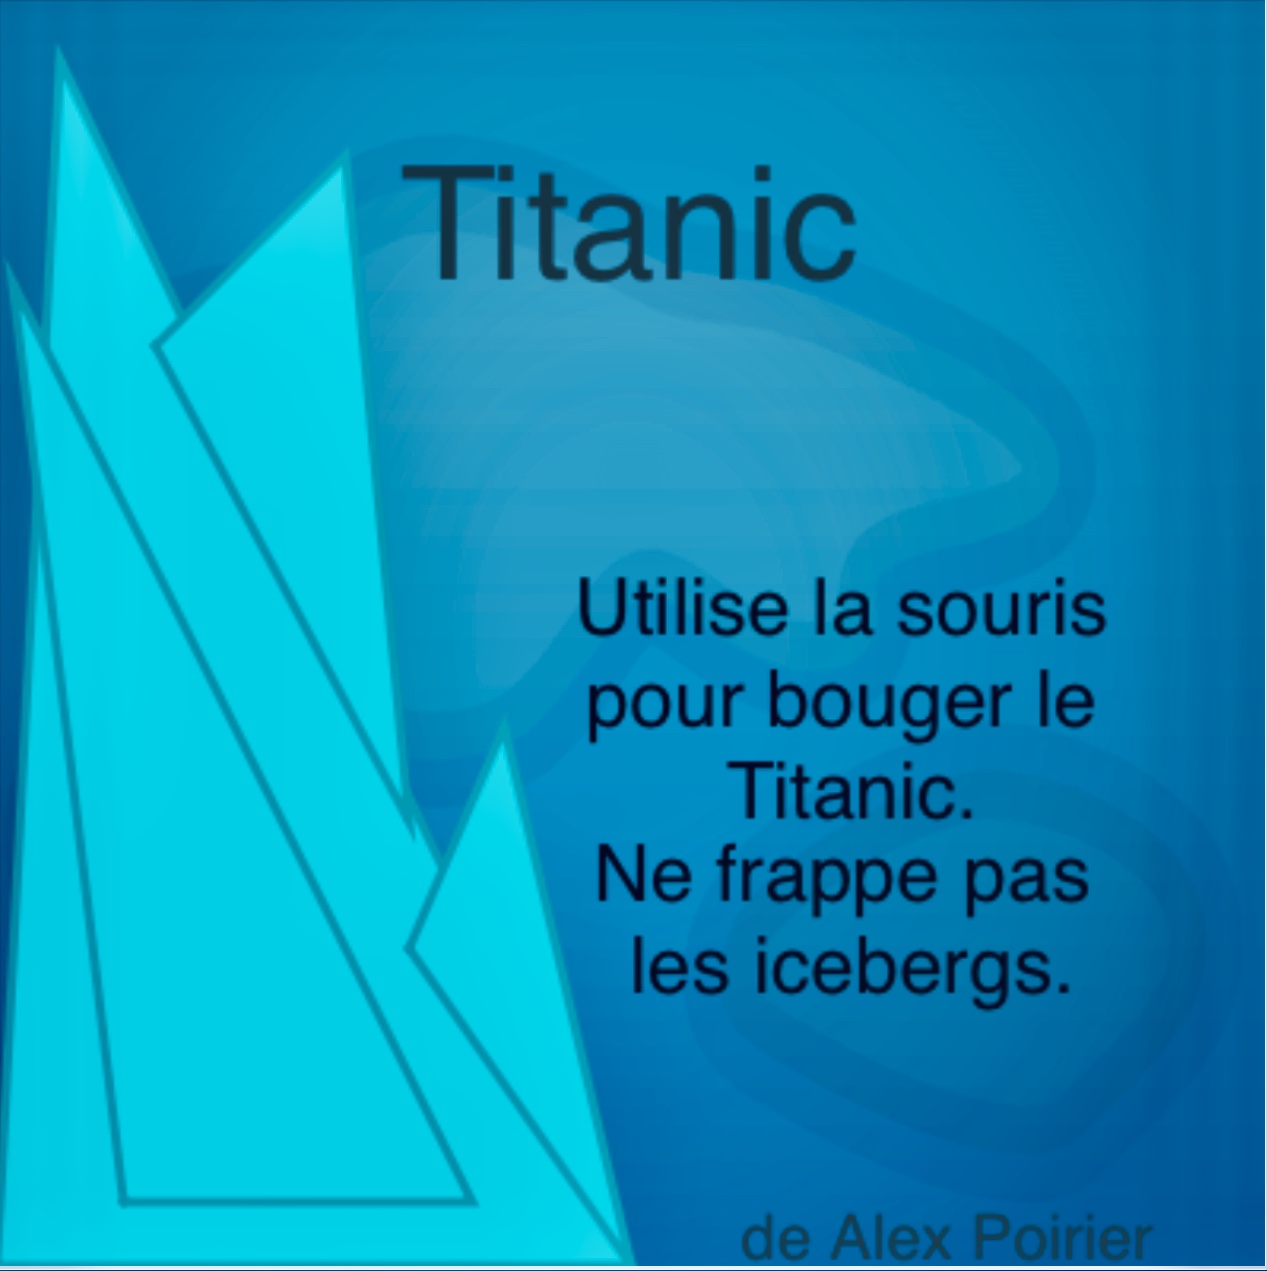 Titanic
Utilise la souris
pour bouger le
Titanic.
Ne frappe pas
les icebergs.
de Alex Poirier